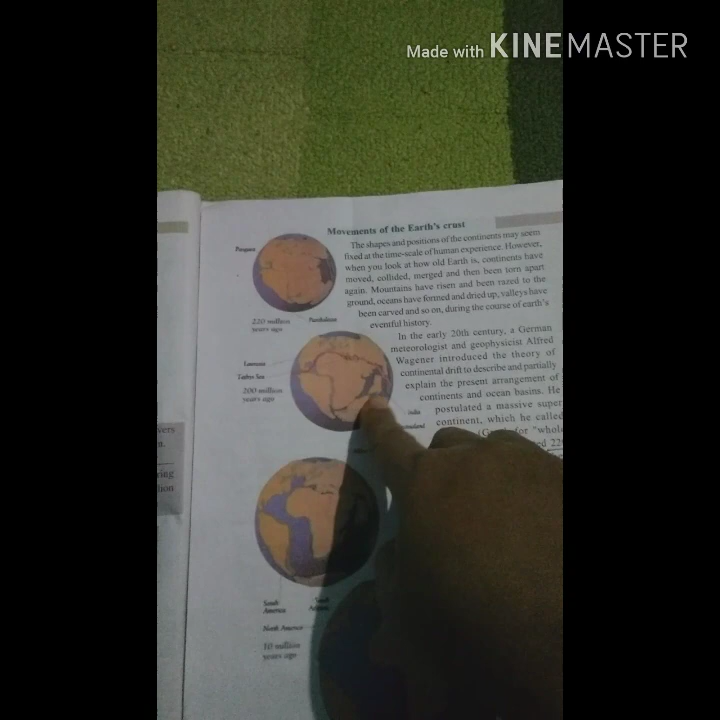 Made with KINEMASTER
Movements of the Earth's crust
The shapes and positions of the continents may seem
fixed at the time-scale of human experience. However,
when you look at how old Earth is, continents have
moved, collided, merged and then been torn apart
again. Mountains have risen and been razed to the
ground, oceans have formed and dried up, valleys have
been carved and so on, during the course of earth's
eventful history.
In the early 20th century, a German
meteorologist and geophysicist Alfred
Wagener introduced the theory of
continental drift to describe and partially
explain the present arrangement of
continents and ocean basins. He
postulated a massive super
continent, which he called
for "whole
220 million
years ago
200 million
years ago
India
South
America
North America
10 million
years ago